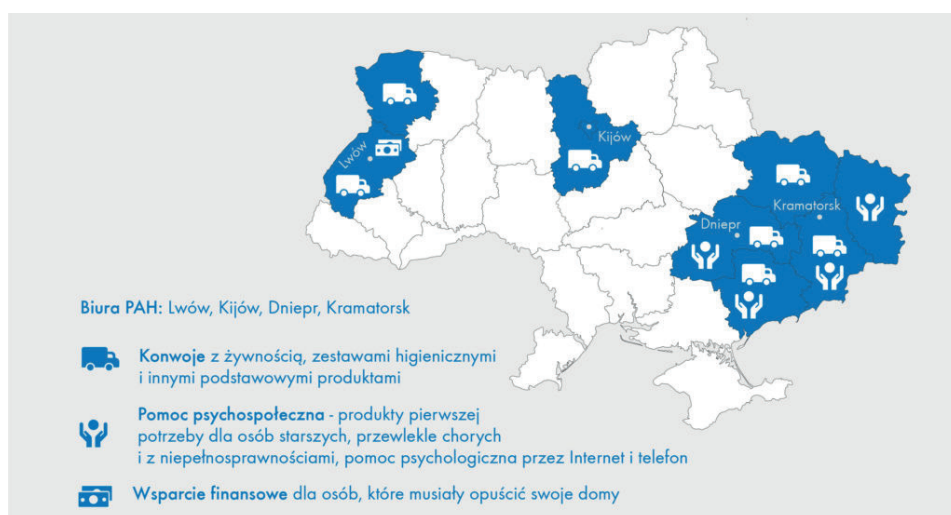 Kijów
Lwów
Kramatorsk
Dniepr
Biura PAH: Lwów, Kijów, Dniepr, Kramatorsk
Konwoje z żywnością, zestawami higienicznymi
i innymi podstawowymi produktami
Pomoc psychospołeczna - produkty pierwszej
potrzeby dla osób starszych, przewlekle chorych
i z niepełnosprawnościami, pomoc psychologiczna przez Internet i telefon
Wsparcie finansowe dla osób, które musiały opuścić swoje domy